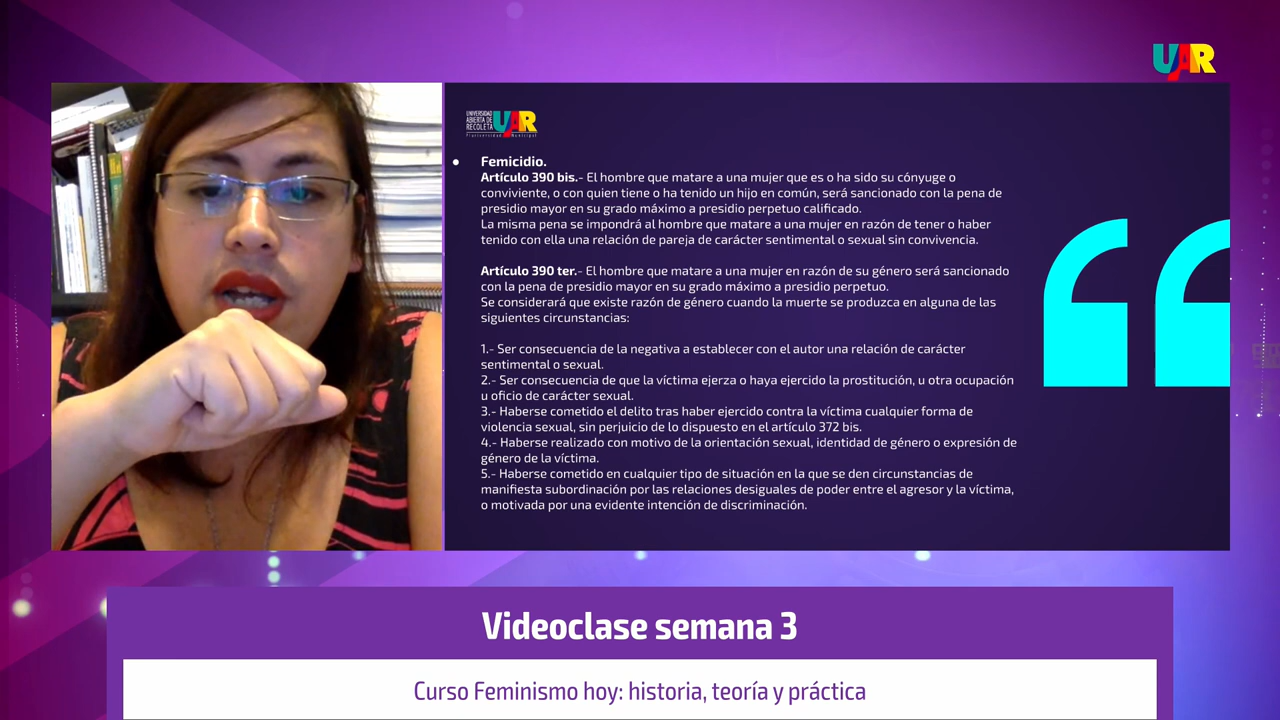 UAR
UNIVERSIDAD
ABIERTA DE
RECOLETA
UAR
Femicidio.
Artículo 390 bis.- El hombre que matare a una mujer que es o ha sido su cónyuge o
conviviente, o con quien tiene o ha tenido un hijo en común, será sancionado con la pena de
presidio mayor en su grado máximo a presidio perpetuo calificado.
La misma pena se impondrá al hombre que matare a una mujer en razón de tener o haber
tenido con ella una relación de pareja de carácter sentimental o sexual sin convivencia.
Artículo 390 ter.- El hombre que matare a una mujer en razón de su género será sancionado
con la pena de presidio mayor en su grado máximo a presidio perpetuo.
Se considerará que existe razón de género cuando la muerte se produzca en alguna de las
siguientes circunstancias:
1.- Ser consecuencia de la negativa a establecer con el autor una relación de carácter
sentimental o sexual.
2.- Ser consecuencia de que la víctima ejerza o haya ejercido la prostitución, u otra ocupación
u oficio de carácter sexual.
3.- Haberse cometido el delito tras haber ejercido contra la víctima cualquier forma de
violencia sexual, sin perjuicio de lo dispuesto en el artículo 372 bis.
4.- Haberse realizado con motivo de la orientación sexual, identidad de género o expresión de
género de la víctima.
5.- Haberse cometido en cualquier tipo de situación en la que se den circunstancias de
manifiesta subordinación por las relaciones desiguales de poder entre el agresor y la víctima,
o motivada por una evidente intención de discriminación.
Videoclase semana 3
Curso Feminismo hoy: historia, teoría y práctica